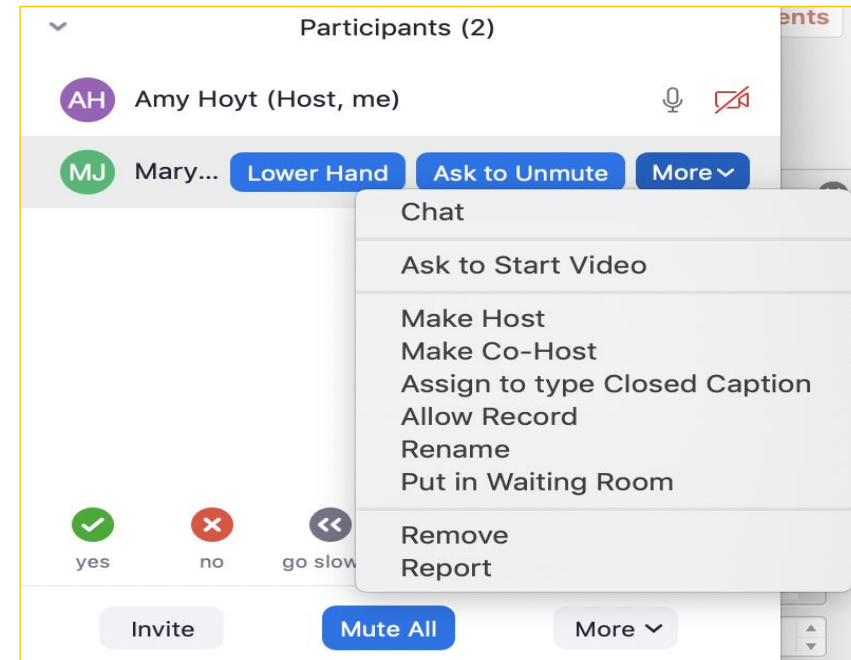 Participants (2)
ents
AH Amy Hoyt (Host, me)
MJ Mary... Lower Hand Ask to Unmute More
Chat
Ask to Start Video
Make Host
Make Co-Host
Assign to type Closed Caption
Allow Record
Rename
Put in Waiting Room
Remove
Report
yes no go slow
Invite Mute All More